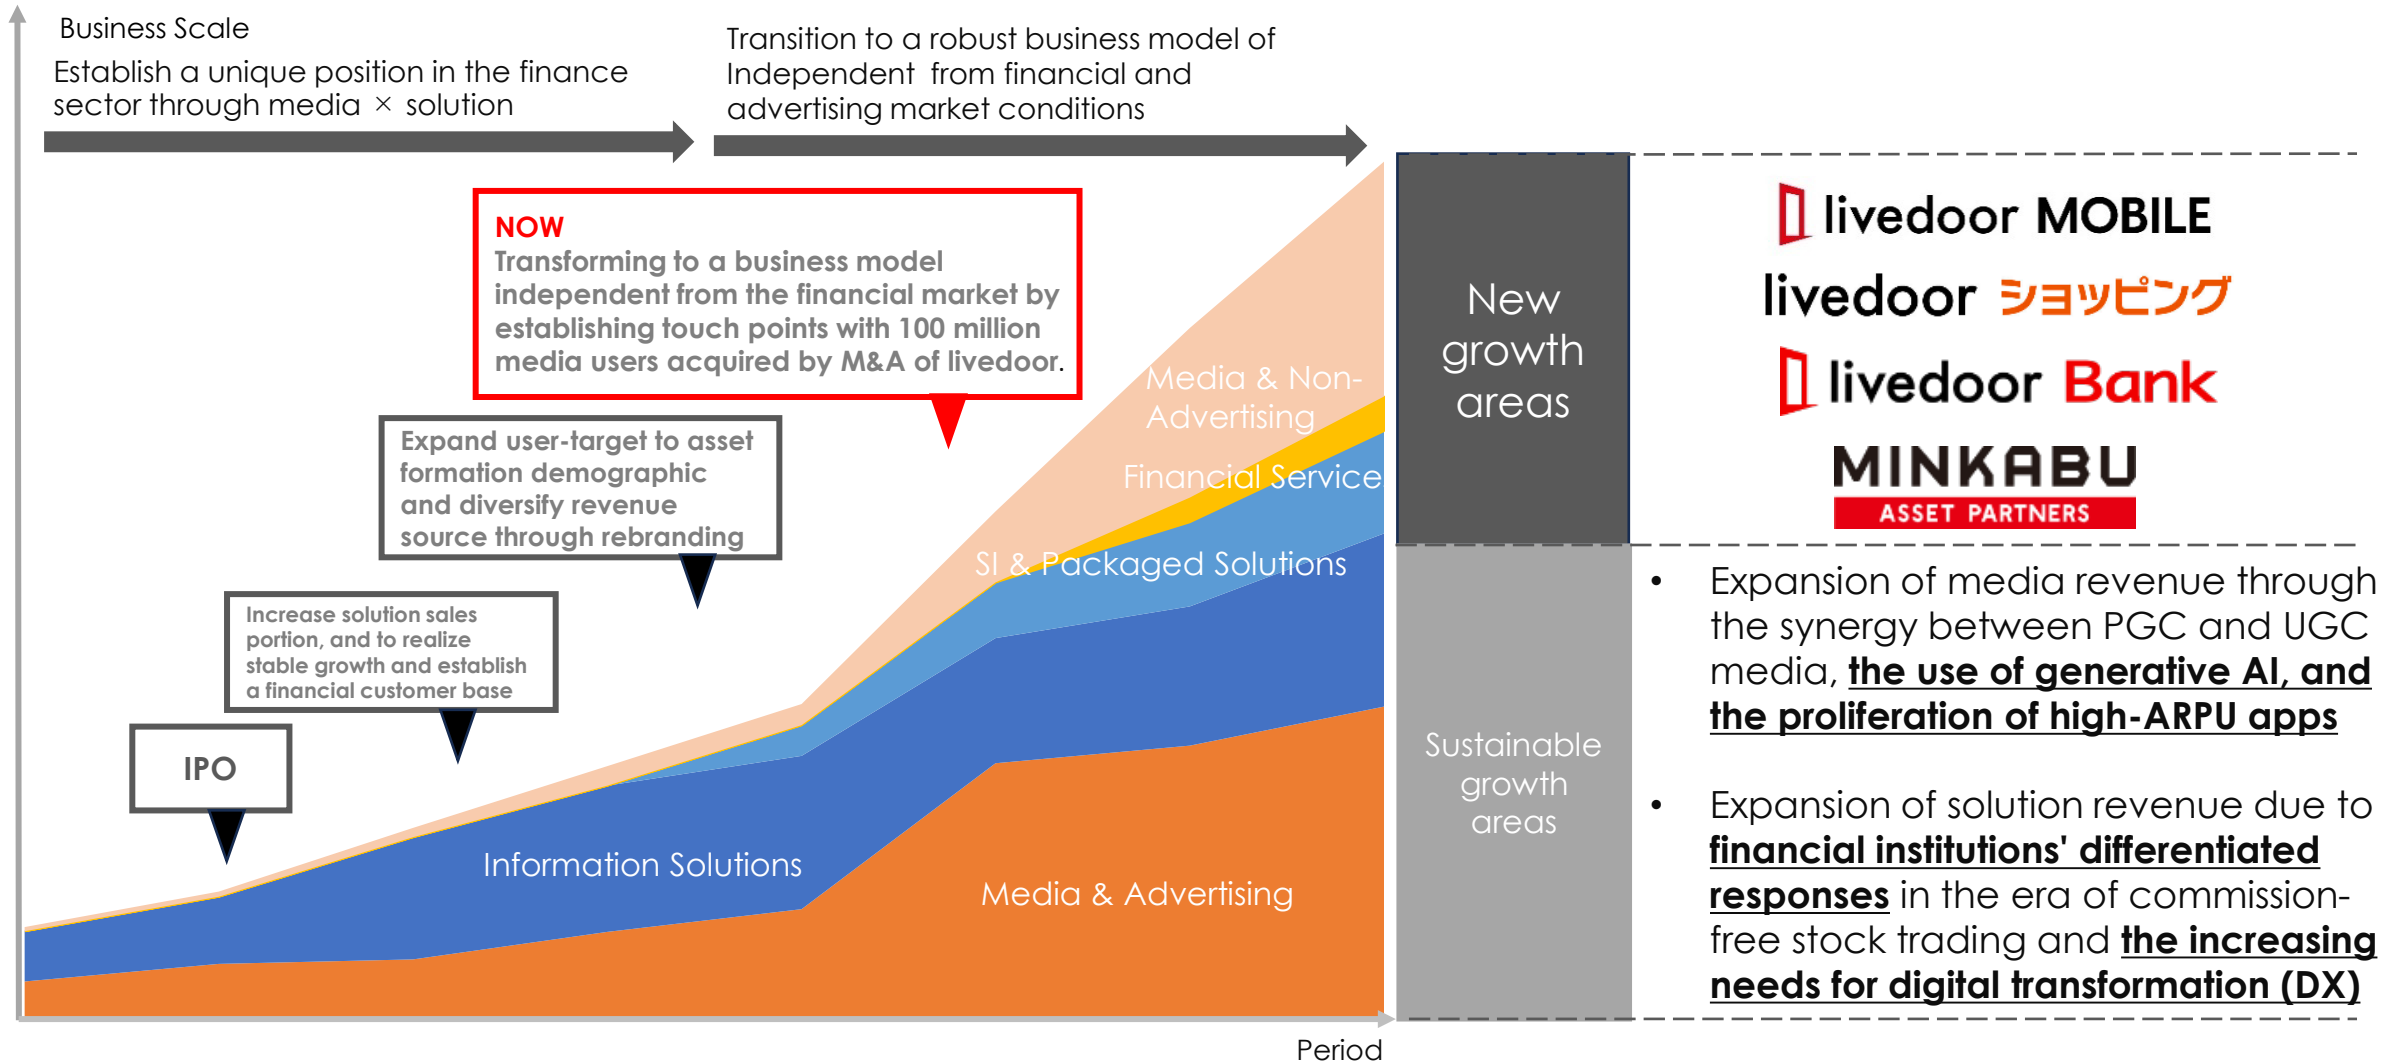 Business Scale
Establish a unique position in the finance
sector through media × solution
Transition to a robust business model of
Independent from financial and
advertising market conditions
NOW
Transforming to a business model
independent from the financial market by
establishing touch points with 100 million
media users acquired by M&A of livedoor.
Expand user-target to asset
formation demographic
and diversify revenue
source through rebranding
Increase solution sales
portion, and to realize
stable growth and establish
a financial customer base
IPO
Media & Non-
Advertising
Financial Service
SI & Packaged Solutions
Information Solutions
Media & Advertising
Period
New
growth
areas
Sustainable
growth
areas
livedoor MOBILE
livedoor ショッピング
livedoor Bank
MINKABU
ASSET PARTNERS
• Expansion of media revenue through
the synergy between PGC and UGC
media, the use of generative AI, and
the proliferation of high-ARPU apps
• Expansion of solution revenue due to
financial institutions' differentiated
responses in the era of commission-
free stock trading and the increasing
needs for digital transformation (DX)